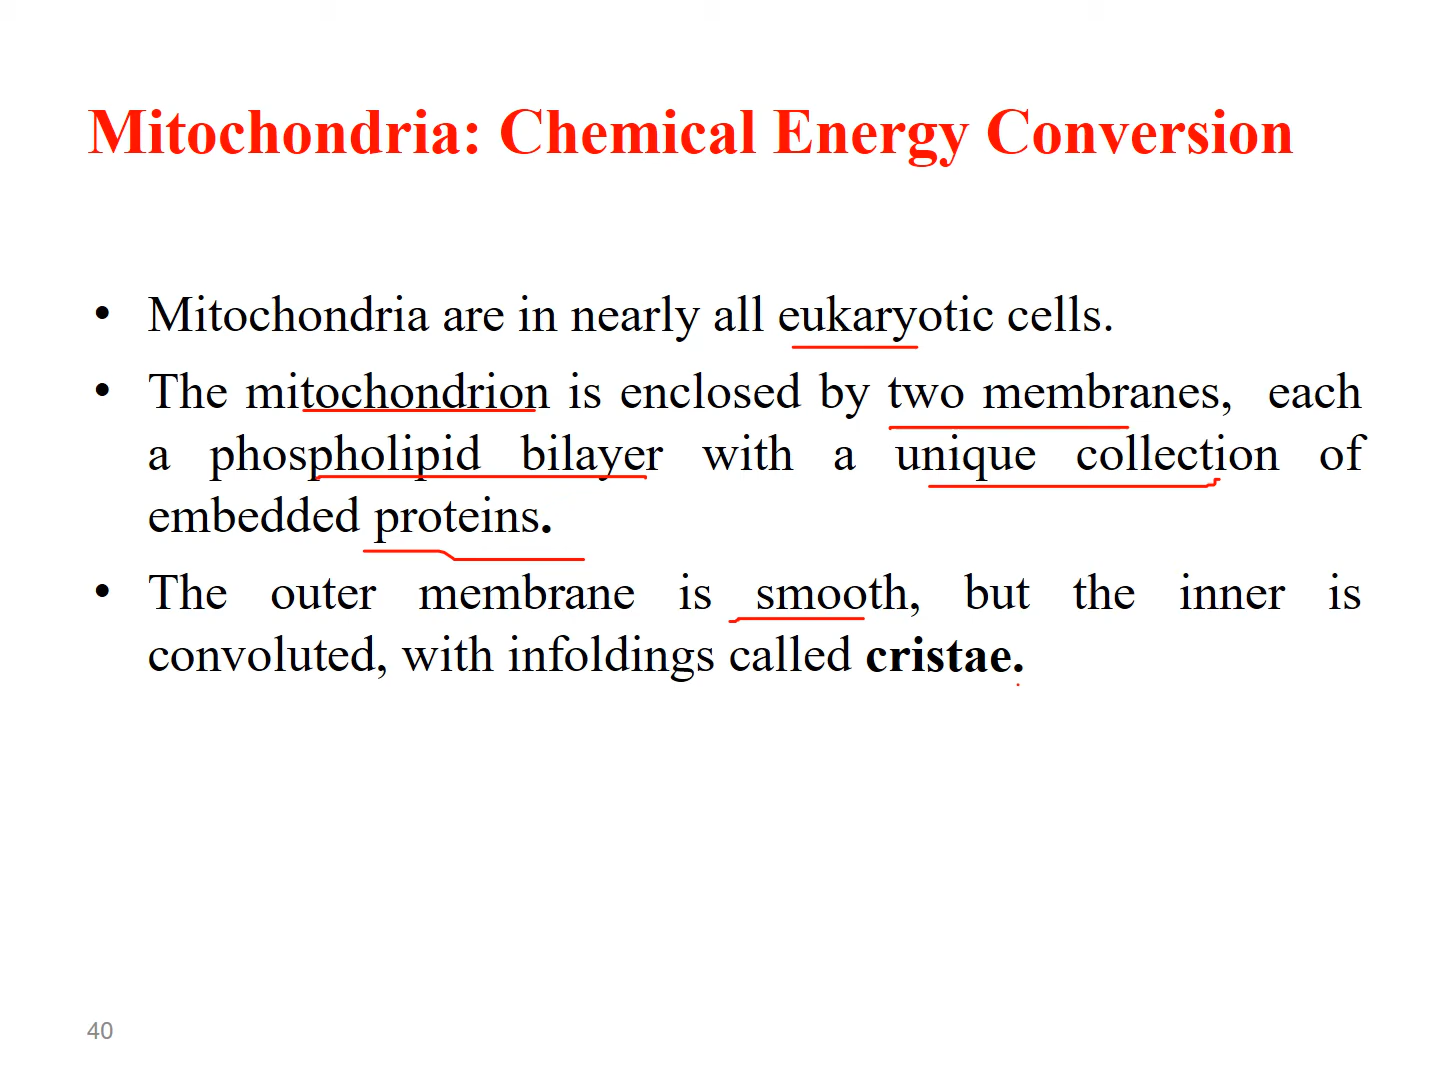 Mitochondria: Chemical Energy Conversion
• Mitochondria are in nearly all eukaryotic cells.
• The mitochondrion is enclosed by two membranes, each
a phospholipid bilayer with a unique collection of
embedded proteins.
• The outer membrane is smooth, but the inner is
convoluted, with infoldings called cristae.
40